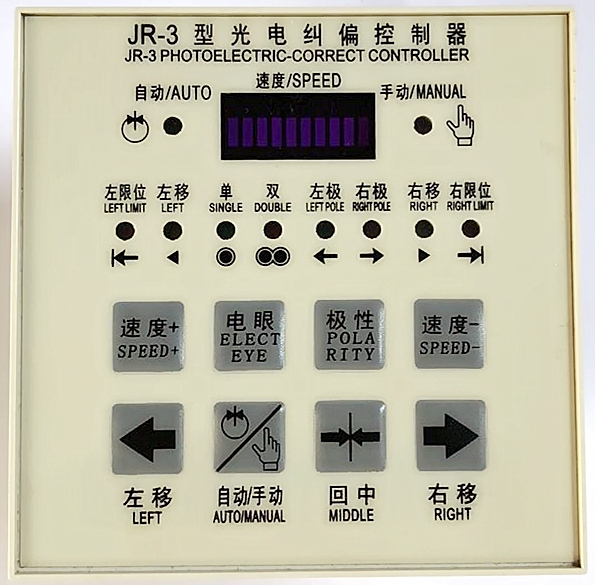 JR-3 型光电纠偏控制器
JR-3 PHOTOELECTRIC-CORRECT CONTROLLER
自动/AUTO 速度/SPEED 手动/MANUAL
左限位 左移 单 双 左极 右极 右移 右限位
LEFT LIMIT LEFT SINGLE DOUBLE LEFT POLE RIGHT POLE RIGHT RIGHT LIMIT
速度+ 电眼 极性 速度-
SPEED+ ELECT POLA SPEED-
EYE RITY
左移 自动/手动 回中 右移
LEFT AUTO/MANUAL MIDDLE RIGHT